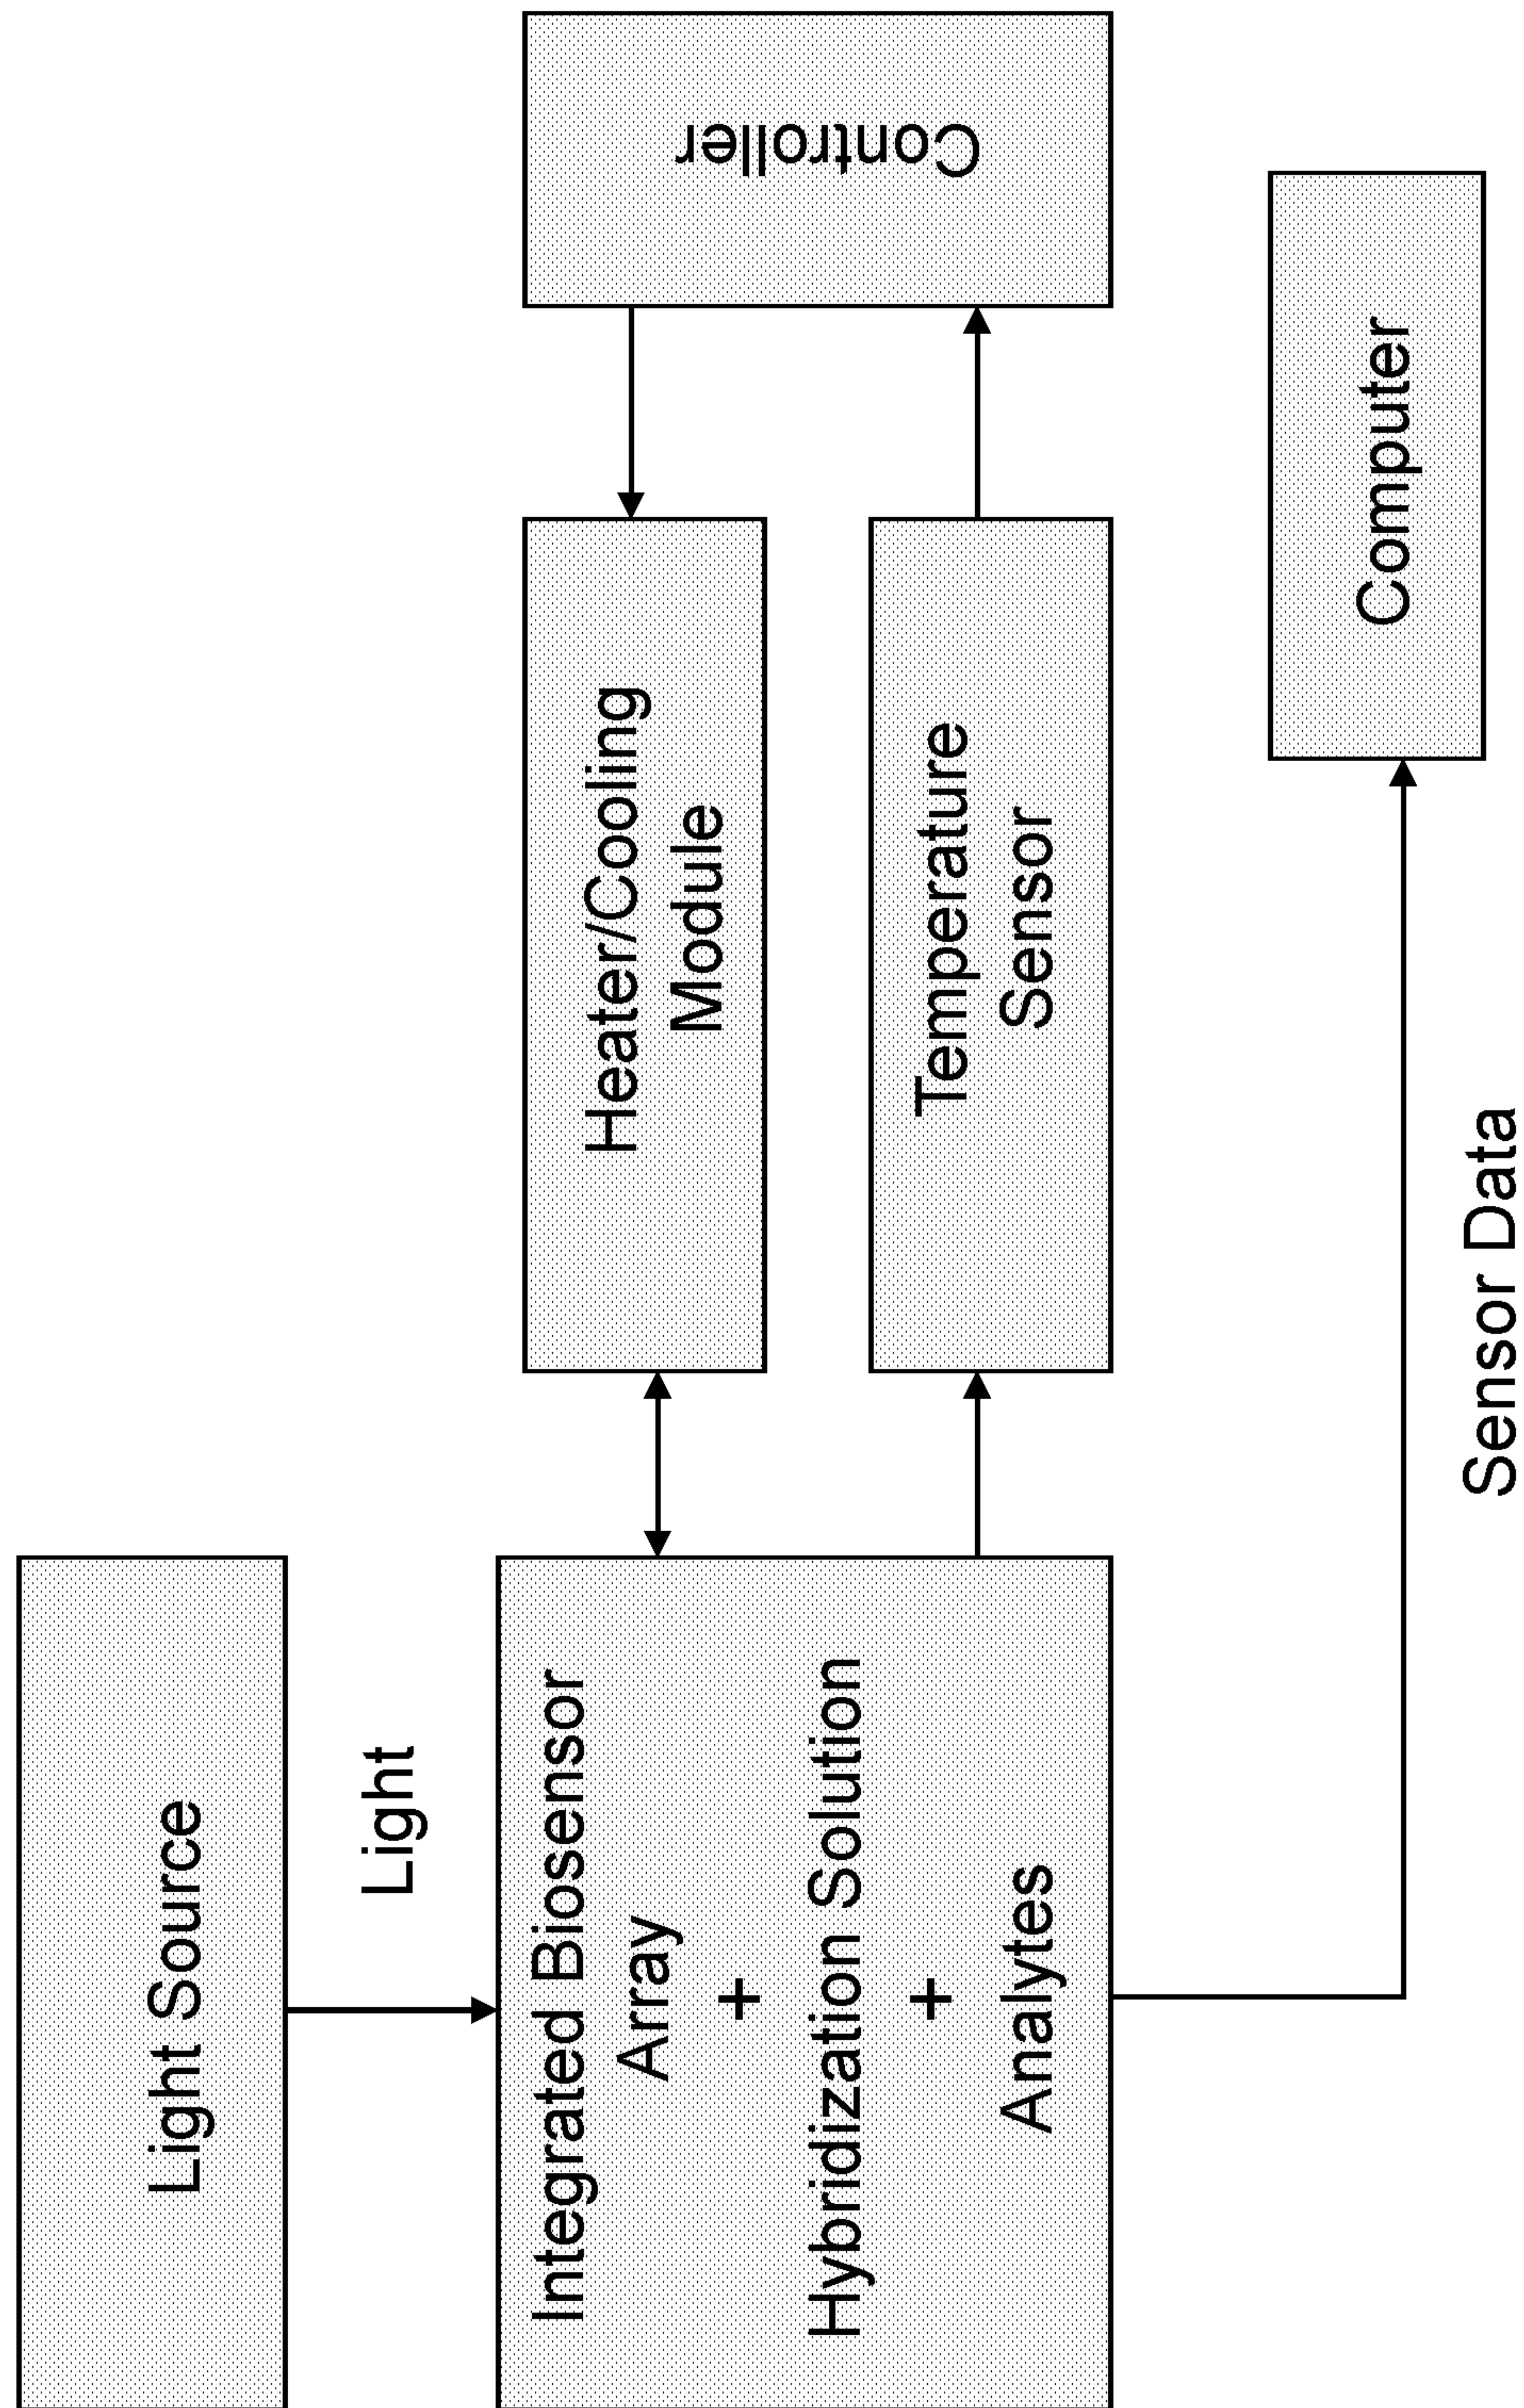 Light Source
Light
Integrated Biosensor
Array
+
Hybridization Solution
+
Analytes
Heater/Cooling
Module
Temperature
Sensor
Controller
Sensor Data
Computer